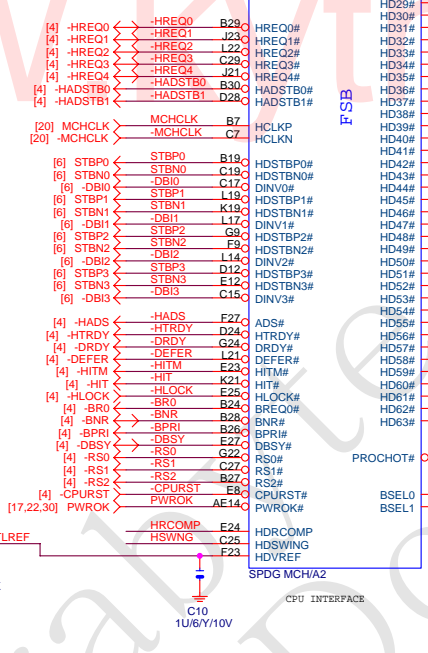 HD29#
HD30#
[4] -HREQ0 -HREQ0 B29 HREQ0# HD31#
[4] -HREQ1 -HREQ1 J23 HREQ1# HD32#
[4] -HREQ2 -HREQ2 L22 HREQ2# HD33#
[4] -HREQ3 -HREQ3 C29 HREQ3# HD34#
[4] -HREQ4 -HREQ4 J21 HREQ4# HD35#
[4] -HADSTB0 -HADSTB0 B30 HADSTB0# HD36#
[4] -HADSTB1 -HADSTB1 D28 HADSTB1# HD37#
FSB
HD38#
[20] MCHCLK MCHCLK B7 HCLKP HD39#
[20] -MCHCLK -MCHCLK C7 HCLKN HD40#
HD41#
[6] STBP0 STBP0 B19 HDSTBP0# HD42#
[6] STBN0 STBN0 C19 HDSTBN0# HD43#
[6] -DBI0 -DBI0 C17 DINV0# HD44#
[6] STBP1 STBP1 L19 HDSTBP1# HD45#
[6] STBN1 STBN1 K19 HDSTBN1# HD46#
[6] -DBI1 -DBI1 L17 DINV1# HD47#
[6] STBP2 STBP2 G9 HDSTBP2# HD48#
[6] STBN2 STBN2 F9 HDSTBN2# HD49#
[6] -DBI2 -DBI2 L14 DINV2# HD50#
[6] STBP3 STBP3 D12 HDSTBP3# HD51#
[6] STBN3 STBN3 E12 HDSTBN3# HD52#
[6] -DBI3 -DBI3 C15 DINV3# HD53#
HD54#
[4] -HADS -HADS F27 ADS# HD55#
[4] -HTRDY -HTRDY D24 HTRDY# HD56#
[4] -DRDY -DRDY G24 DRDY# HD57#
[4] -DEFER -DEFER L21 DEFER# HD58#
[4] -HITM -HITM E23 HITM# HD59#
[4] -HIT -HIT K21 HIT# HD60#
[4] -HLOCK -HLOCK E25 HLOCK# HD61#
[4] -BR0 -BR0 B24 BREQ0# HD62#
[4] -BNR -BNR B28 BNR# HD63#
[4] -BPRI -BPRI B26 BPRI#
[4] -DBSY -DBSY E27 DBSY#
[4] -RS0 -RS0 G22 RS0# PROCHOT#
[4] -RS1 -RS1 C27 RS1#
[4] -RS2 -RS2 B27 RS2#
[4] -CPURST -CPURST E8 CPURST# BSEL0
[17,22,30] PWROK PWROK AE14 PWROK# BSEL1
HRCOMP E24 HDRCOMP
HSWNG C25 HDSWING
F23 HDVREF
SPDG MCH/A2
CPU INTERFACE
C10
1U/6/Y/10V